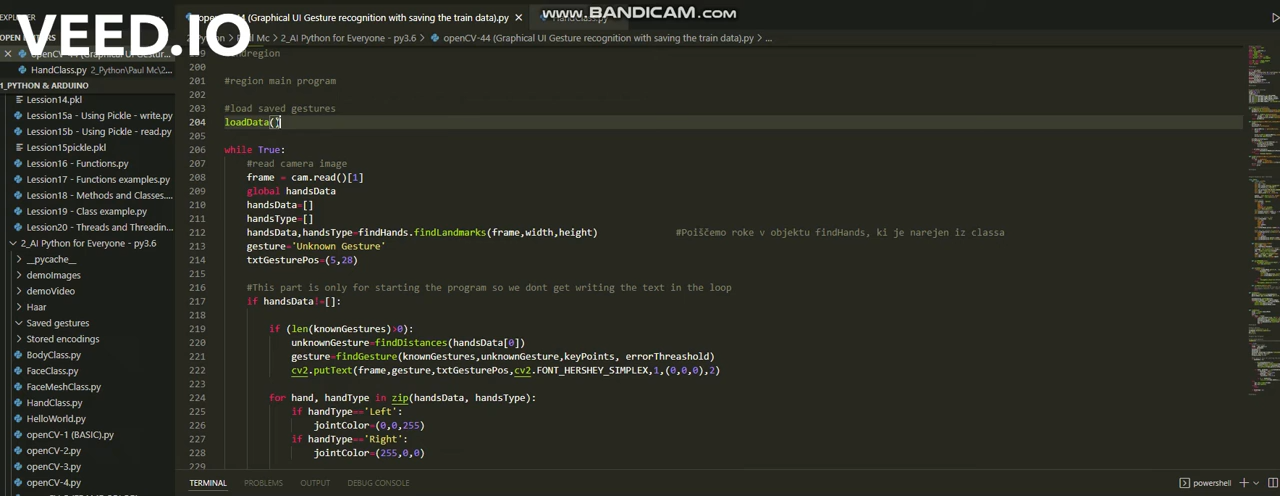 www.BANDICAM.com
VEED.IO
EXPLORER
openCV-44 (Graphical UI Gesture recognition with saving the train data).py
HandClass.py
2_Python > Paul Mc > 2_AI Python for Everyone - py3.6 > openCV-44 (Graphical UI Gesture recognition with saving the train data).py > ...
HandClass.py 2_Python\Paul Mc\2...
1_PYTHON & ARDUINO
Lession14.pkl
Lession15a - Using Pickle - write.py
Lession15b - Using Pickle - read.py
Lession15pickle.pkl
Lession16 - Functions.py
Lession17 - Functions examples.py
Lession18 - Methods and Classes....
Lession19 - Class example.py
Lession20 - Threads and Threadin...
2_AI Python for Everyone - py3.6
__pycache__
demoImages
demoVideo
Haar
Saved gestures
Stored encodings
BodyClass.py
FaceClass.py
FaceMeshClass.py
HandClass.py
HelloWorld.py
openCV-1 (BASIC).py
openCV-2.py
openCV-3.py
openCV-4.py
200
201 #region main program
202
203 #load saved gestures
204 loadData()
205
206 while True:
207 #read camera image
208 frame = cam.read()[1]
209 global handsData
210 handsData=[]
211 handsType=[]
212 handsData,handsType=findHands.findLandmarks(frame,width,height) #Poiščemo roke v objektu findHands, ki je narejen iz classa
213 gesture='Unknown Gesture'
214 txtGesturePos=(5,28)
215
216 #This part is only for starting the program so we dont get writing the text in the loop
217 if handsData!=[]:
218
219 if (len(knownGestures)>0):
220 unknownGesture=findDistances(handsData[0])
221 gesture=findGesture(knownGestures,unknownGesture,keyPoints, errorThreashold)
222 cv2.putText(frame,gesture,txtGesturePos,cv2.FONT_HERSHEY_SIMPLEX,1,(0,0,0),2)
223
224 for hand, handType in zip(handsData, handsType):
225 if handType=='Left':
226 jointColor=(0,0,255)
227 if handType=='Right':
228 jointColor=(255,0,0)
229
TERMINAL PROBLEMS OUTPUT DEBUG CONSOLE
powershell